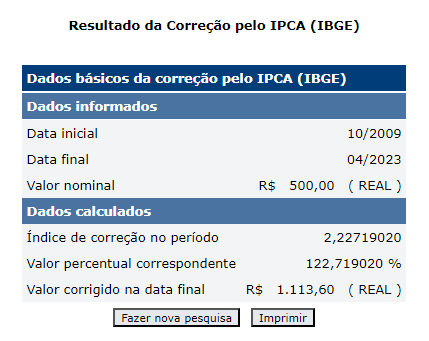 Resultado da Correção pelo IPCA (IBGE)
Dados básicos da correção pelo IPCA (IBGE)
Dados informados
Data inicial 10/2009
Data final 04/2023
Valor nominal R$ 500,00 ( REAL )
Dados calculados
Índice de correção no período 2,22719020
Valor percentual correspondente 122,719020 %
Valor corrigido na data final R$ 1.113,60 ( REAL )
Fazer nova pesquisa Imprimir